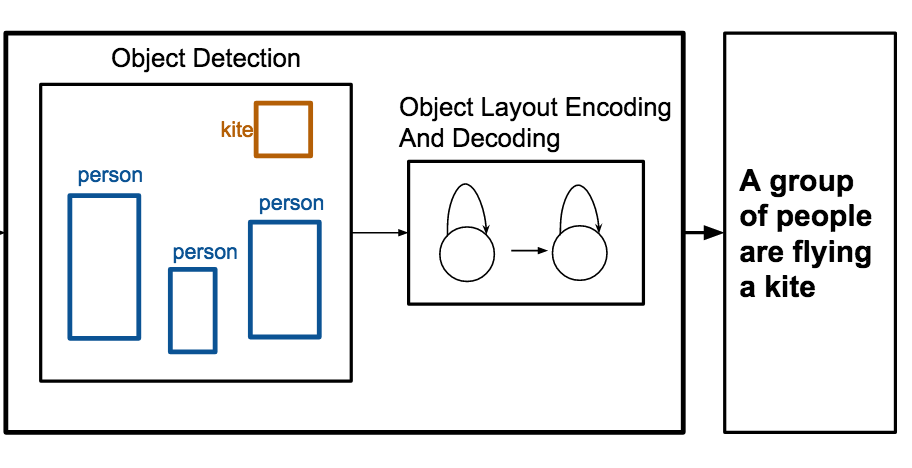 Object Detection
kite
person
person
person
Object Layout Encoding
And Decoding
A group
of people
are flying
a kite